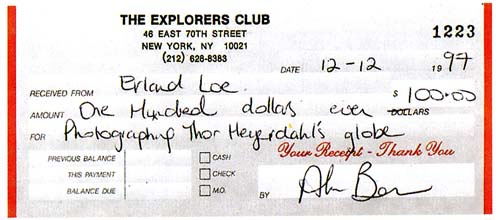 THE EXPLORERS CLUB
46 EAST 70TH STREET
NEW YORK, NY 10021
(212) 628-8383
1223
DATE 12-12 1997
RECEIVED FROM Erland Loe
$ 100.00
AMOUNT One Hundred dollars even DOLLARS
FOR Photographing Thor Heyerdahl's globe
Your Receipt - Thank You
PREVIOUS BALANCE CASH
THIS PAYMENT CHECK
BALANCE DUE M.O.
BY